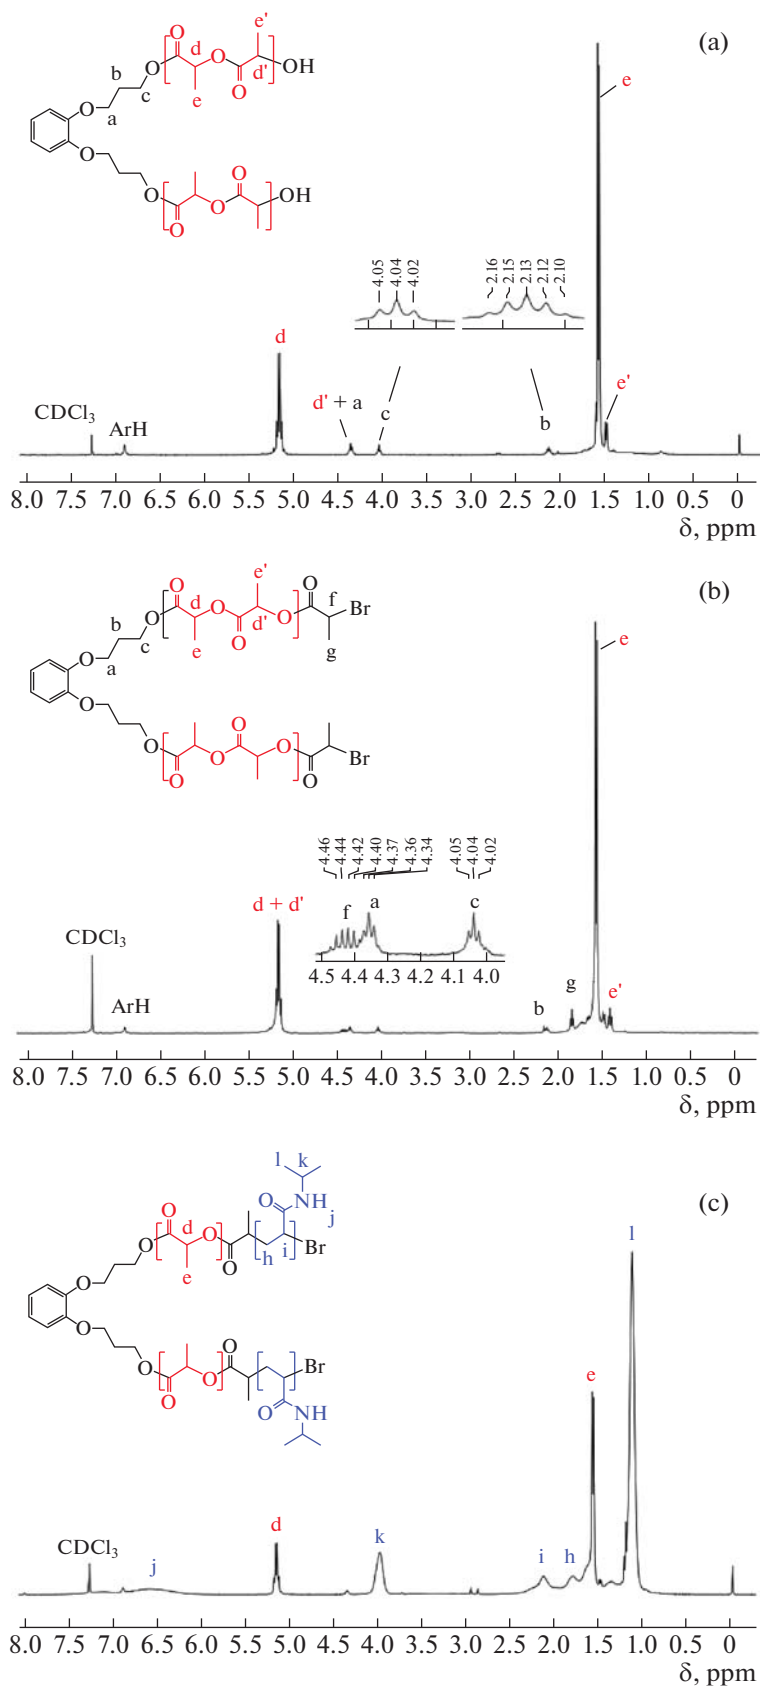 (a)
O
e'
O
d
O
d'
OH
b
O
c
e
O
O
a
O
O
O
O
OH
O
e
4.05
4.04
4.02
2.16
2.15
2.13
2.12
2.10
d
e'
CDCl3
ArH
d' + a
c
b
8.0 7.5 7.0 6.5 6.0 5.5 5.0 4.5 4.0 3.5 3.0 2.5 2.0 1.5 1.0 0.5 0
δ, ppm
(b)
O
e'
O
f
Br
d
O
O
b
O
c
e
O
d'
g
O
a
O
O
O
O
O
Br
O
O
e
4.46
4.44
4.42
4.40
4.37
4.36
4.34
4.05
4.04
4.02
d + d'
f
a
c
CDCl3
4.5 4.4 4.3 4.2 4.1 4.0
ArH
b
g
e'
8.0 7.5 7.0 6.5 6.0 5.5 5.0 4.5 4.0 3.5 3.0 2.5 2.0 1.5 1.0 0.5 0
δ, ppm
(c)
l
k
O
NH
j
O
d
O
O
h
i
Br
e
O
O
O
O
O
Br
O
O
O
NH
l
e
CDCl3
j
d
k
i
h
8.0 7.5 7.0 6.5 6.0 5.5 5.0 4.5 4.0 3.5 3.0 2.5 2.0 1.5 1.0 0.5 0
δ, ppm